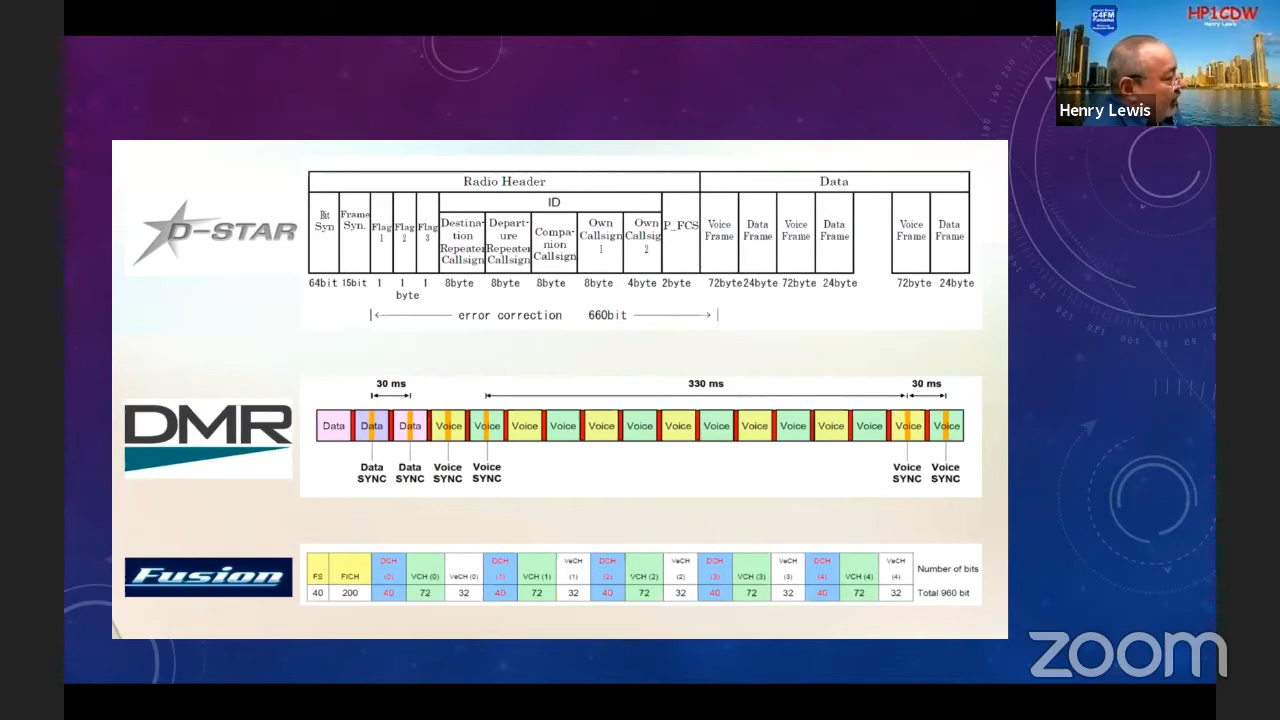 C4FM
Panama
HP1CDW
Henry Lewis
Henry Lewis
D-STAR
Radio Header Data
ID
Bit Syn
Frame Syn.
Flag 1
Flag 2
Flag 3
Destination Repeater Callsign
Departure Repeater Callsign
Companion Callsign
Own Callsign 1
Own Callsig 2
P_FCS
Voice Frame
Data Frame
Voice Frame
Data Frame
Voice Frame
Data Frame
64bit 15bit 1 1 1 8byte 8byte 8byte 8byte 4byte 2byte 72byte 24byte 72byte 24byte 72byte 24byte
byte
error correction 660bit
DMR
30 ms 330 ms 30 ms
Data Data Data Voice Voice Voice Voice Voice Voice Voice Voice Voice Voice Voice Voice Voice Voice
Data SYNC
Data SYNC
Voice SYNC
Voice SYNC
Voice SYNC
Voice SYNC
Fusion
FS FICH DCH (0) VCH (0) VeCH (0) DCH (1) VCH (1) VeCH (1) DCH (2) VCH (2) VeCH (2) DCH (3) VCH (3) VeCH (3) DCH (4) VCH (4) VeCH (4) Number of bits
40 200 40 72 32 40 72 32 40 72 32 40 72 32 40 72 32 Total 960 bit
zoom